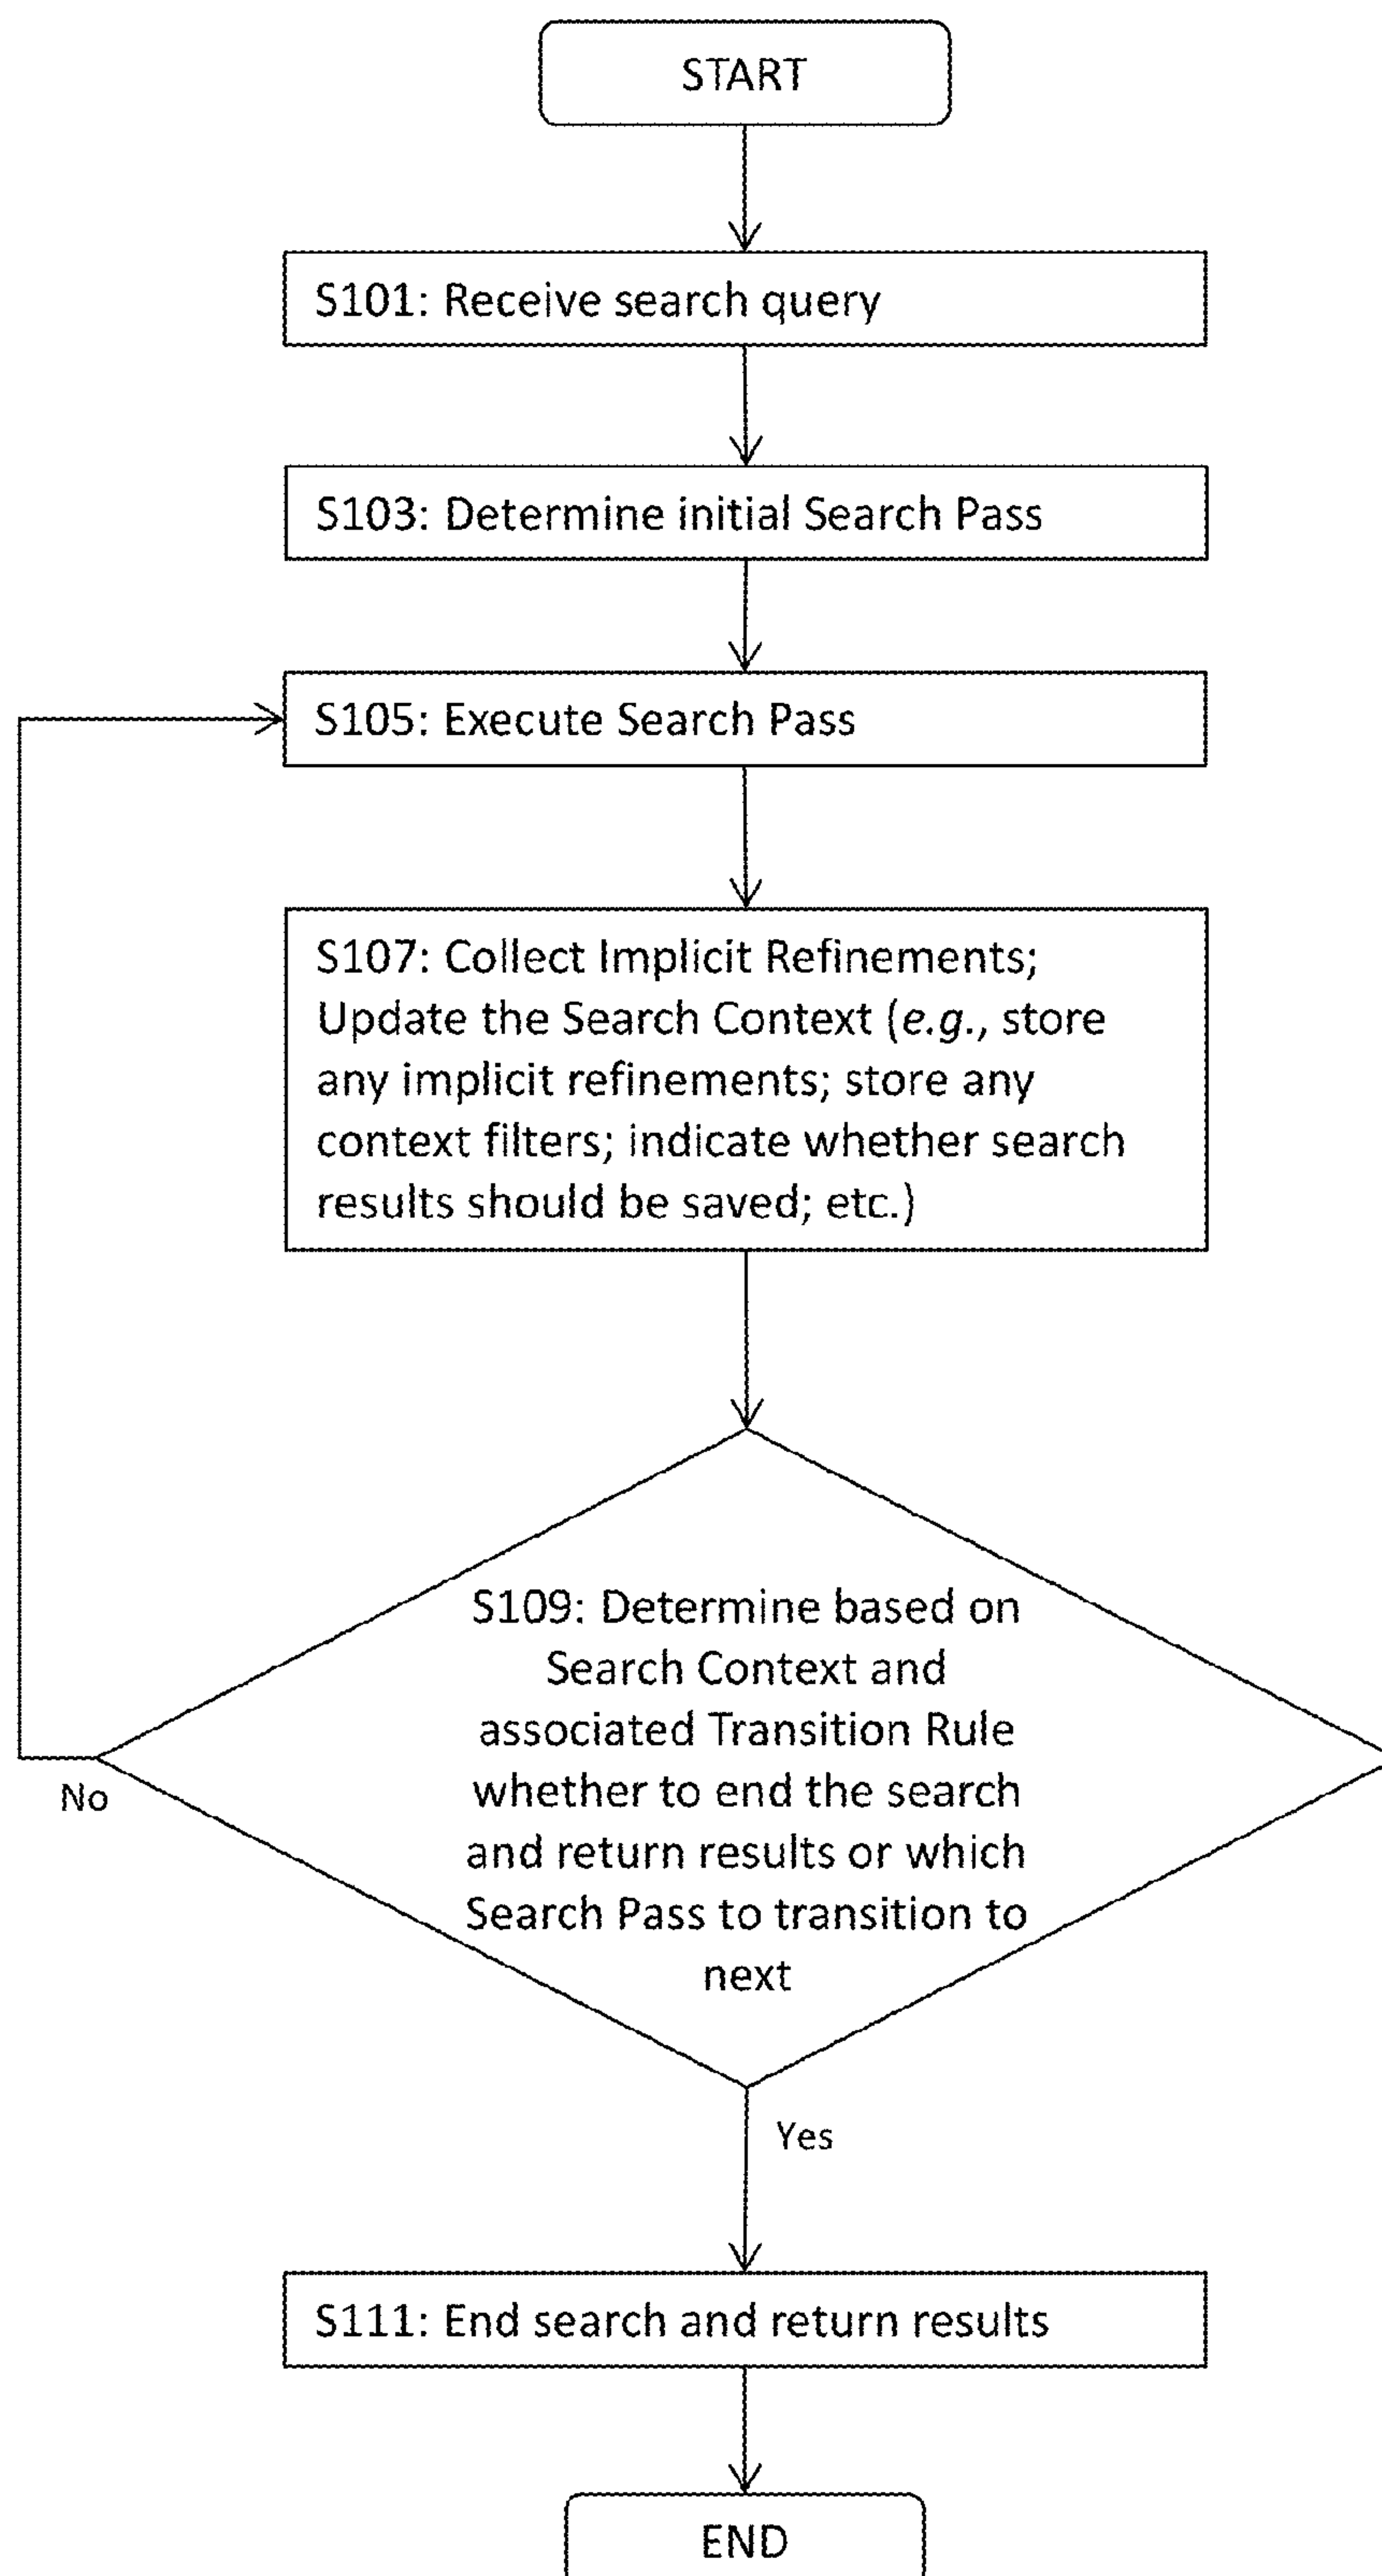 START
S101: Receive search query
S103: Determine initial Search Pass
S105: Execute Search Pass
S107: Collect Implicit Refinements;
Update the Search Context (e.g., store
any implicit refinements; store any
context filters; indicate whether search
results should be saved; etc.)
S109: Determine based on
Search Context and
associated Transition Rule
whether to end the search
and return results or which
Search Pass to transition to
next
No
Yes
S111: End search and return results
END